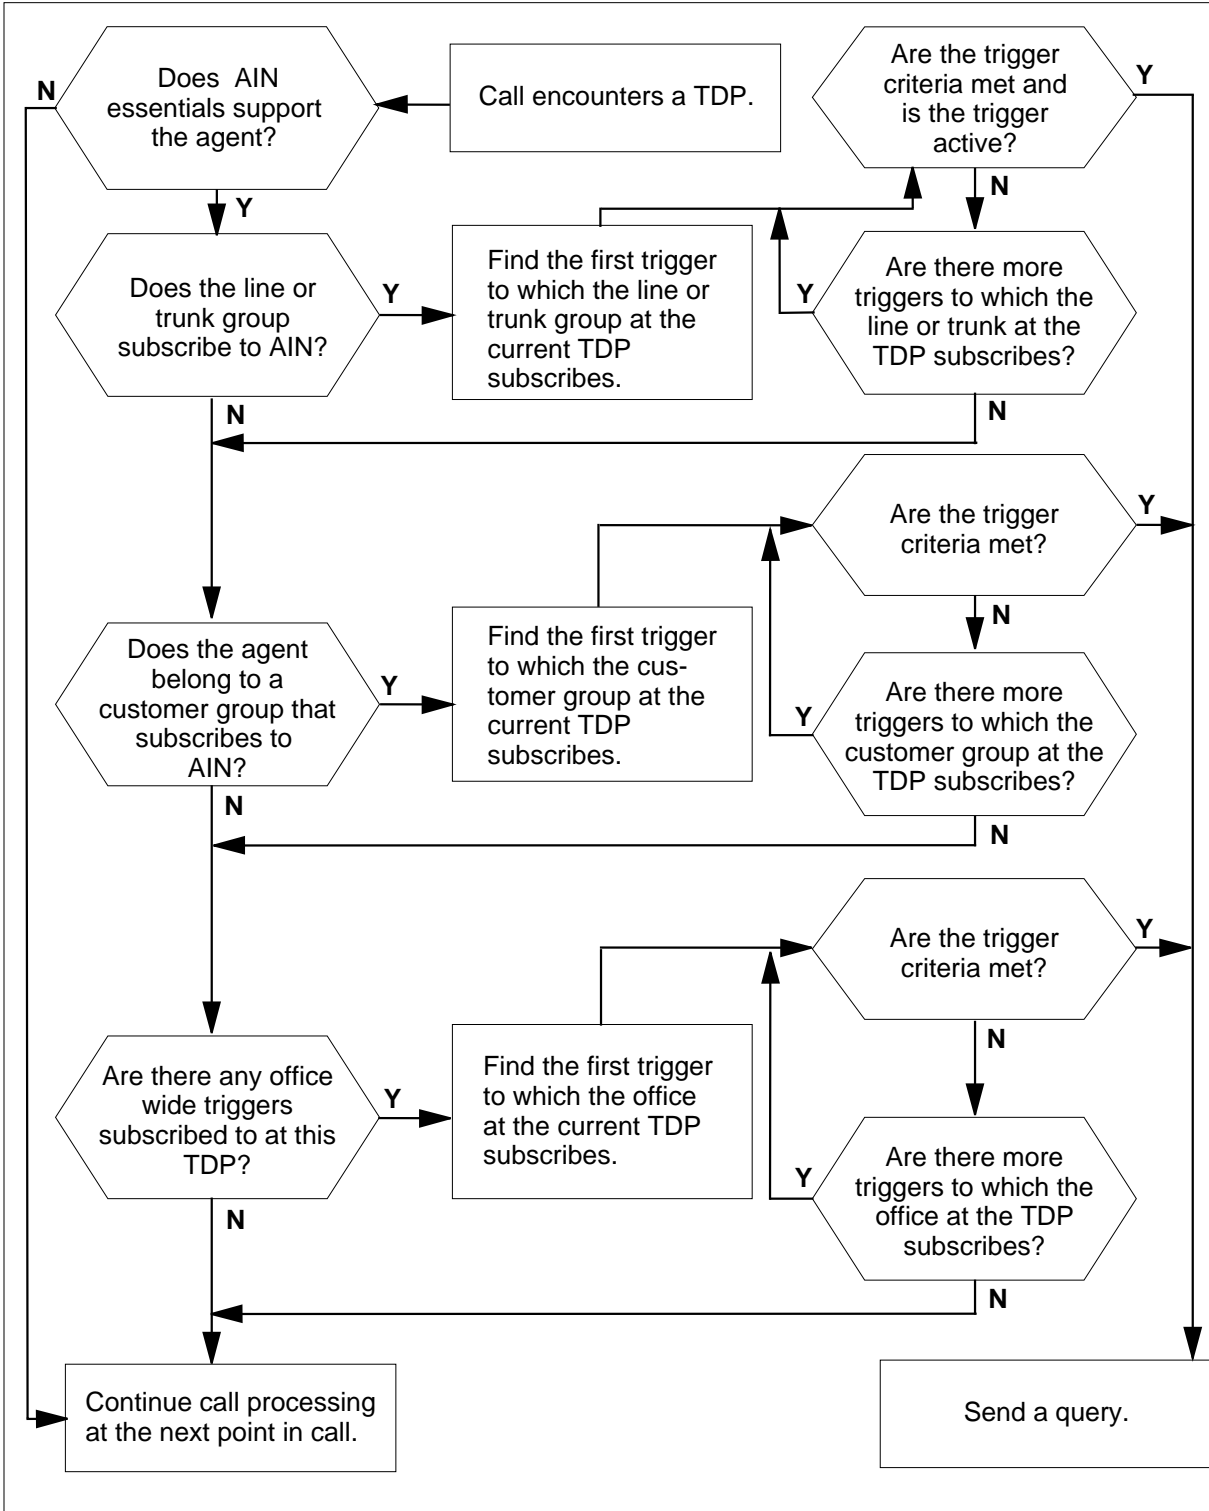 Does  AIN
essentials support
the agent?
N
Y
Call encounters a TDP.
Are the trigger
criteria met and
is the trigger
active?
Y
N
Does the line or
trunk group
subscribe to AIN?
Y
N
Find the first trigger
to which the line or
trunk group at the
current TDP
subscribes.
Are there more
triggers to which the
line or trunk at the
TDP subscribes?
Y
N
Are the trigger
criteria met?
Y
N
Does the agent
belong to a
customer group that
subscribes to
AIN?
Y
N
Find the first trigger
to which the cus-
tomer group at the
current TDP
subscribes.
Are there more
triggers to which the
customer group at the
TDP subscribes?
Y
N
Are the trigger
criteria met?
Y
N
Are there any office
wide triggers
subscribed to at this
TDP?
Y
N
Find the first trigger
to which the office
at the current TDP
subscribes.
Are there more
triggers to which the
office at the TDP
subscribes?
Y
N
Continue call processing
at the next point in call.
Send a query.